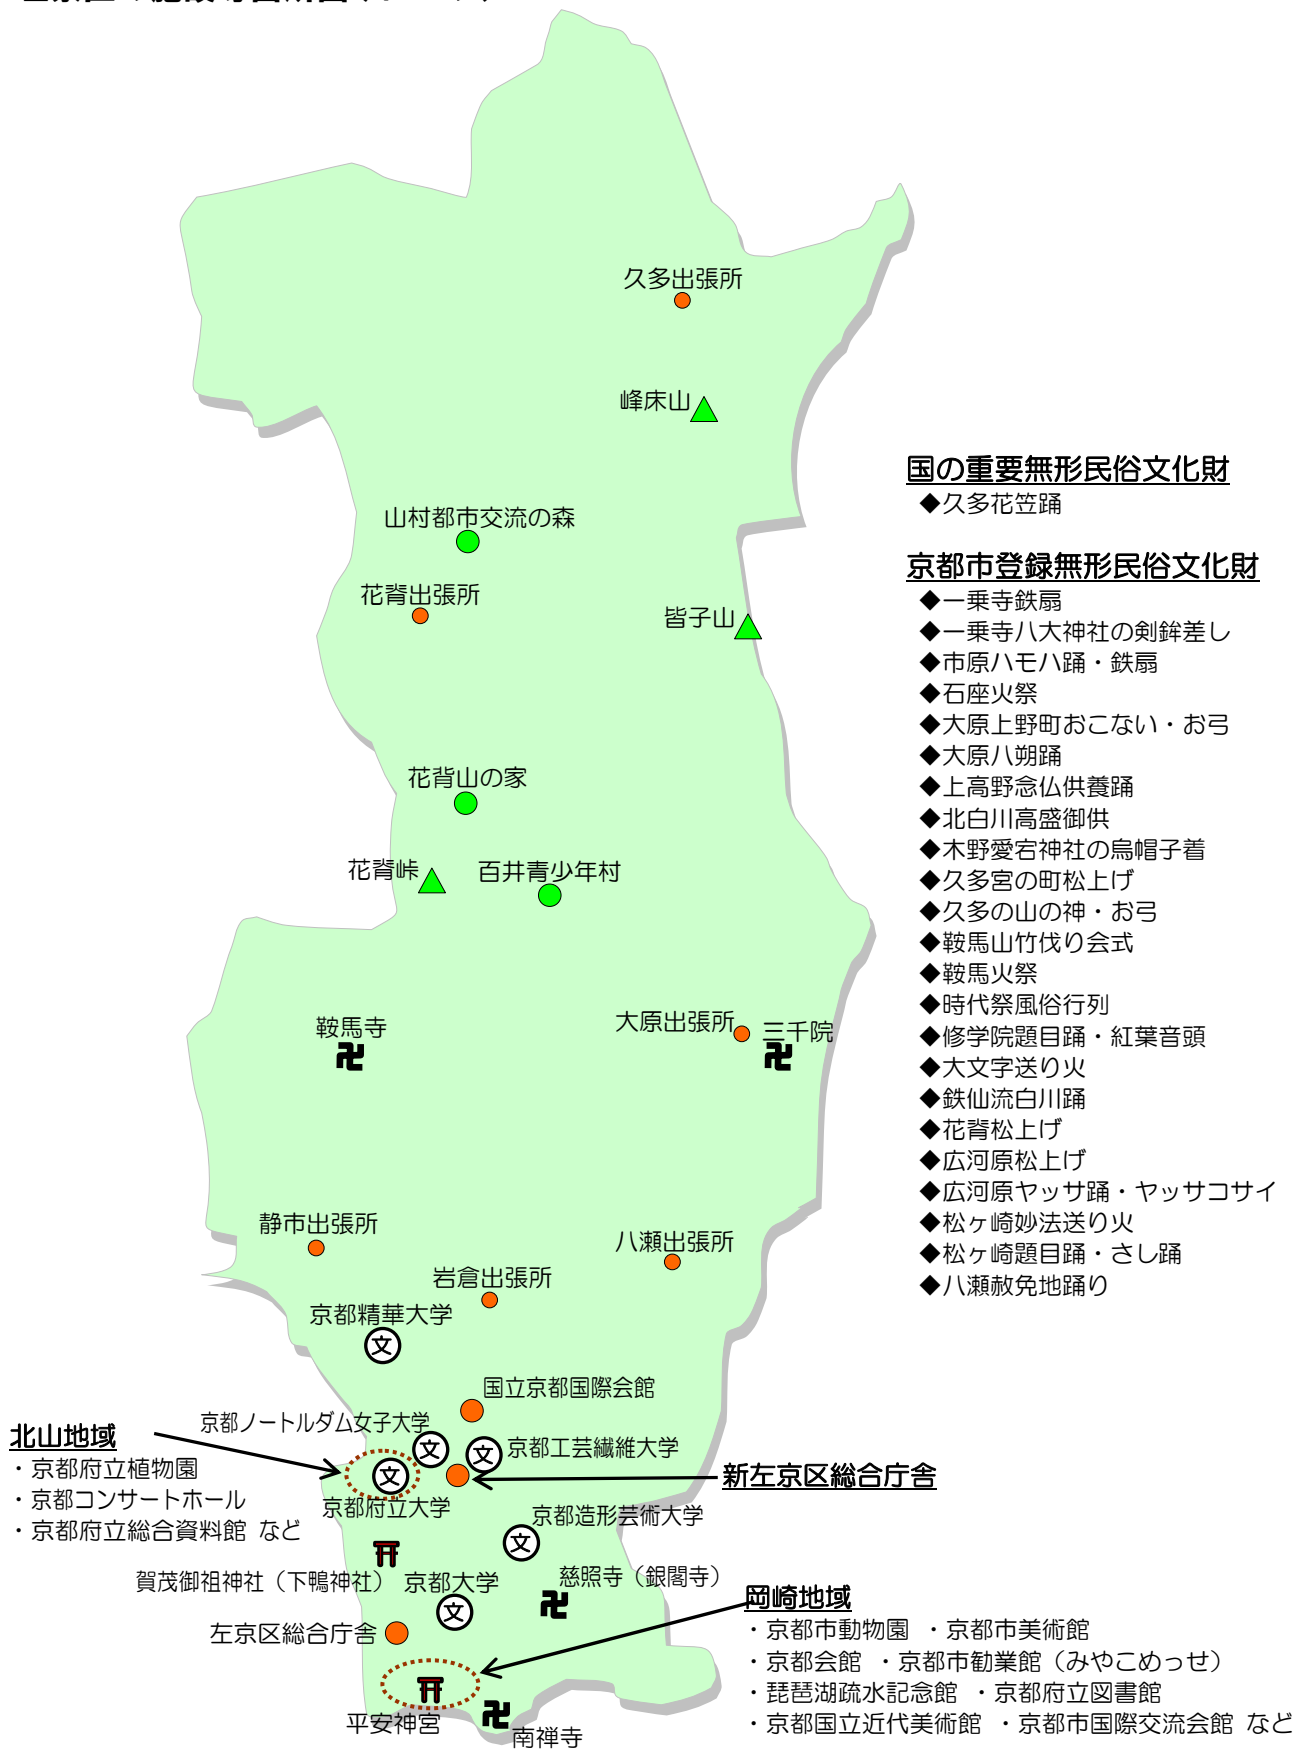 久多出張所
峰床山
国の重要無形民俗文化財
◆久多花笠踊
山村都市交流の森
京都市登録無形民俗文化財
花脊出張所
皆子山
◆一乗寺鉄扇
◆一乗寺八大神社の剣鉾差し
◆市原ハモハ踊・鉄扇
◆石座火祭
◆大原上野町おこない・お弓
◆大原八朔踊
◆上高野念仏供養踊
◆北白川高盛御供
◆木野愛宕神社の烏帽子着
◆久多宮の町松上げ
◆久多の山の神・お弓
◆鞍馬山竹伐り会式
◆鞍馬火祭
◆時代祭風俗行列
◆修学院題目踊・紅葉音頭
◆大文字送り火
◆鉄仙流白川踊
◆花脊松上げ
◆広河原松上げ
◆広河原ヤッサ踊・ヤッサコサイ
◆松ヶ崎妙法送り火
◆松ヶ崎題目踊・さし踊
◆八瀬赦免地踊り
花背山の家
花脊峠
百井青少年村
鞍馬寺
大原出張所
三千院
静市出張所
八瀬出張所
岩倉出張所
京都精華大学
文
国立京都国際会館
京都ノートルダム女子大学
文
文
京都工芸繊維大学
北山地域
・京都府立植物園
・京都コンサートホール
・京都府立総合資料館 など
文
京都府立大学
新左京区総合庁舎
京都造形芸術大学
文
賀茂御祖神社（下鴨神社）
京都大学
文
慈照寺（銀閣寺）
左京区総合庁舎
岡崎地域
・京都市動物園 ・京都市美術館
・京都会館 ・京都市勧業館（みやこめっせ）
・琵琶湖疏水記念館 ・京都府立図書館
・京都国立近代美術館 ・京都市国際交流会館 など
平安神宮
南禅寺